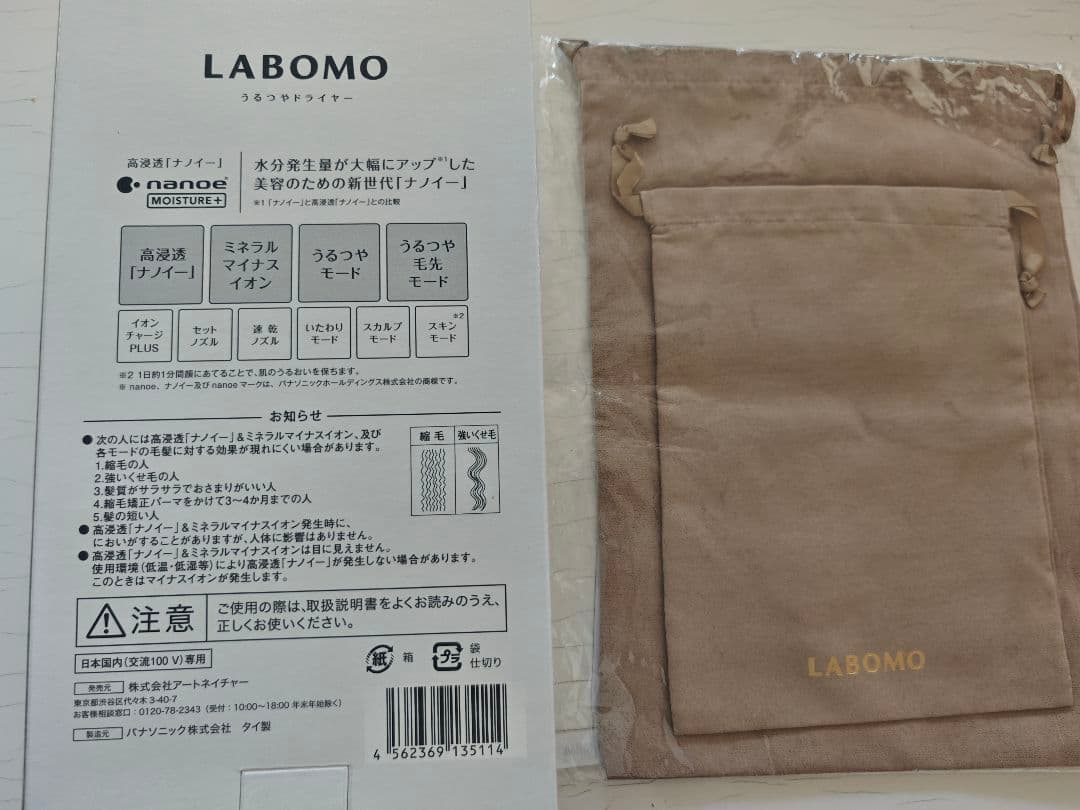 LABOMO
うるつやドライヤー
高浸透「ナノイー」
nanoe
MOISTURE+
水分発生量が大幅にアップ※1した
美容のための新世代「ナノイー」
※1「ナノイー」と高浸透「ナノイー」との比較
高浸透
「ナノイー」
ミネラル
マイナス
イオン
うるつや
モード
うるつや
毛先
モード
イオン
チャージ
PLUS
セット
ノズル
速乾
ノズル
いたわり
モード
スカルプ
モード
スキン※2
モード
※2 1日約1分間顔にあてることで、肌のうるおいを保ちます。
※ nanoe、ナノイー及びnanoeマークは、パナソニックホールディングス株式会社の商標です。
お知らせ
●次の人には高浸透「ナノイー」&ミネラルマイナスイオン、及び
各モードの毛髪に対する効果が現れにくい場合があります。
1.縮毛の人
2.強いくせ毛の人
3.髪質がサラサラでおさまりがいい人
4.縮毛矯正パーマをかけて3〜4か月までの人
5.髪の短い人
縮毛
強いくせ毛
●高浸透「ナノイー」&ミネラルマイナスイオン発生時に、
においがすることがありますが、人体に影響はありません。
●高浸透「ナノイー」&ミネラルマイナスイオンは目に見えません。
使用環境(低温・低湿等)により高浸透「ナノイー」が発生しない場合があります。
このときはマイナスイオンが発生します。
注意
ご使用の際は、取扱説明書をよくお読みのうえ、
正しくお使いください。
日本国内(交流100 V)専用
紙 箱
プラ 袋
仕切り
発売元 株式会社アートネイチャー
東京都渋谷区代々木3-40-7
お客様相談窓口:0120-78-2343(受付:10:00〜18:00 年末年始除く)
製造元 パナソニック株式会社 タイ製
4 562369 135114
LABOMO